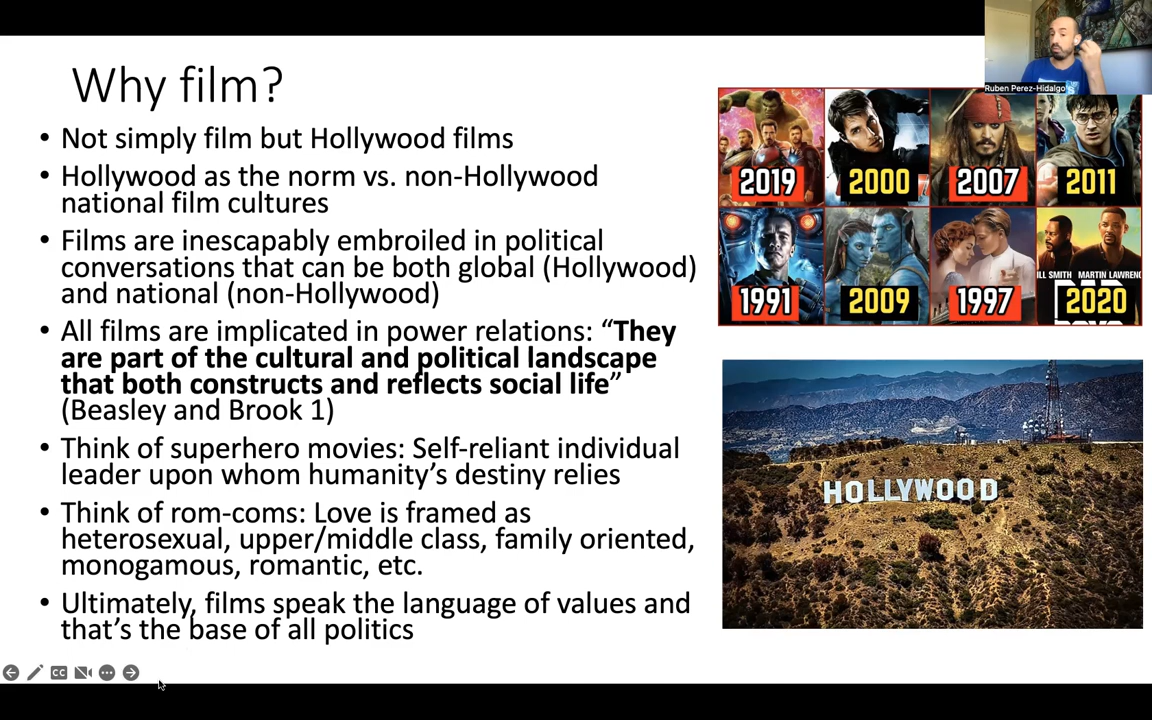 Why film?
• Not simply film but Hollywood films
• Hollywood as the norm vs. non-Hollywood
national film cultures
• Films are inescapably embroiled in political
conversations that can be both global (Hollywood)
and national (non-Hollywood)
• All films are implicated in power relations: “They
are part of the cultural and political landscape
that both constructs and reflects social life”
(Beasley and Brook 1)
• Think of superhero movies: Self-reliant individual
leader upon whom humanity’s destiny relies
• Think of rom-coms: Love is framed as
heterosexual, upper/middle class, family oriented,
monogamous, romantic, etc.
• Ultimately, films speak the language of values and
that’s the base of all politics
Ruben Perez-Hidalgo
2019 2000 2007 2011
ILL SMITH MARTIN LAWRENC
1991 2009 1997 2020
HOLLYWOOD
CC